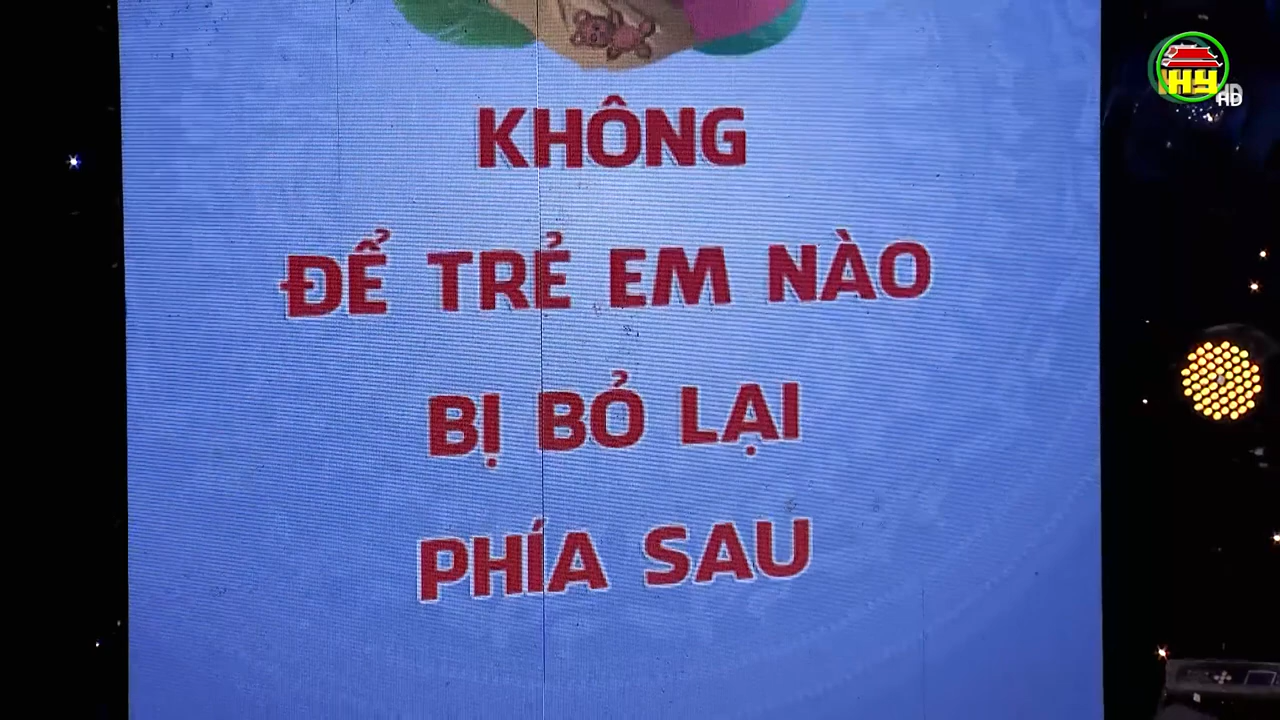 HY
HD
KHÔNG
ĐỂ TRẺ EM NÀO
BỊ BỎ LẠI
PHÍA SAU